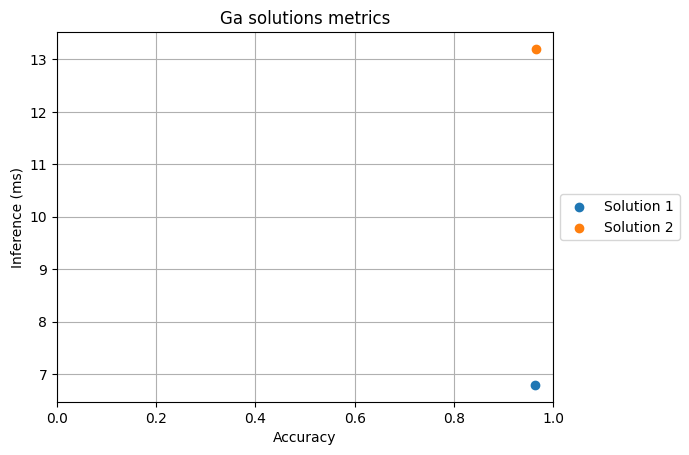 Ga solutions metrics
13
12
11
10
9
8
7
Inference (ms)
0.0 0.2 0.4 0.6 0.8 1.0
Accuracy
Solution 1
Solution 2